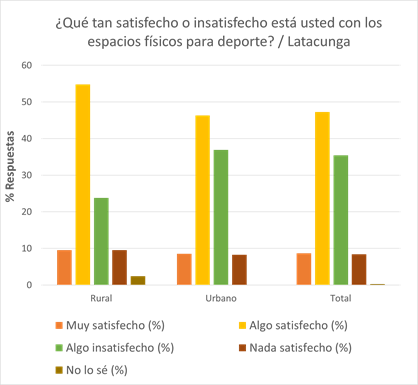 ¿Qué tan satisfecho o insatisfecho está usted con los
espacios físicos para deporte? / Latacunga
% Respuestas
60
50
40
30
20
10
0
Rural
Urbano
Total
Muy satisfecho (%)
Algo satisfecho (%)
Algo insatisfecho (%)
Nada satisfecho (%)
No lo sé (%)